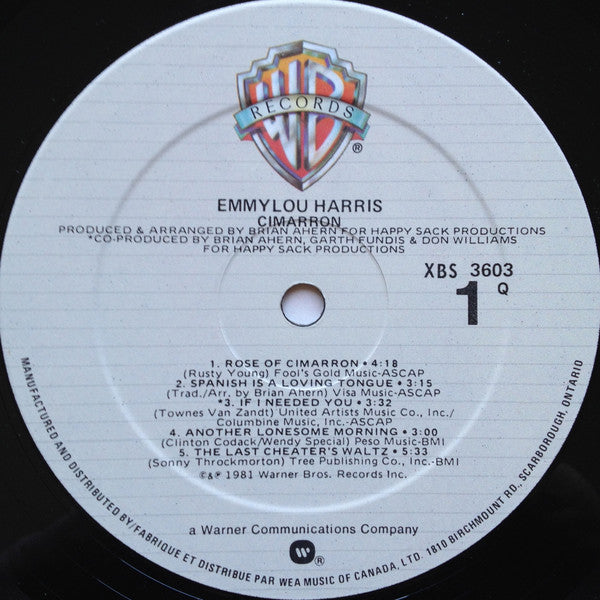 WB
RECORDS
®
EMMYLOU HARRIS
CIMARRON
PRODUCED & ARRANGED BY BRIAN AHERN FOR HAPPY SACK PRODUCTIONS
*CO-PRODUCED BY BRIAN AHERN, GARTH FUNDIS & DON WILLIAMS
FOR HAPPY SACK PRODUCTIONS
XBS 3603
1 Q
1. ROSE OF CIMARRON • 4:18
(Rusty Young) Fool's Gold Music-ASCAP
2. SPANISH IS A LOVING TONGUE • 3:15
(Trad./Arr. by Brian Ahern) Visa Music-ASCAP
*3. IF I NEEDED YOU • 3:32
(Townes Van Zandt) United Artists Music Co., Inc./
Columbine Music, Inc.-ASCAP
4. ANOTHER LONESOME MORNING • 3:00
(Clinton Codack/Wendy Special) Peso Music-BMI
5. THE LAST CHEATER'S WALTZ • 5:33
(Sonny Throckmorton) Tree Publishing Co., Inc.-BMI
©&℗ 1981 Warner Bros. Records Inc.
a Warner Communications Company
W
®
MANUFACTURED AND DISTRIBUTED BY/FABRIQUE ET DISTRIBUE PAR WEA MUSIC OF CANADA, LTD. 1810 BIRCHMOUNT RD., SCARBOROUGH, ONTARIO